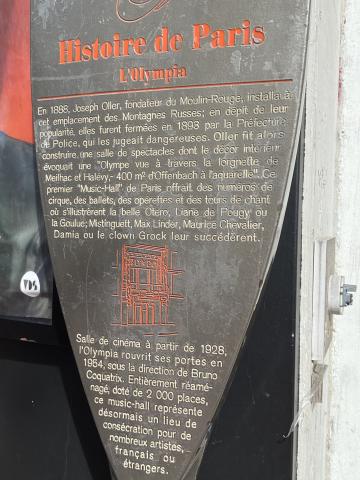 Histoire de Paris
L'Olympia
En 1888, Joseph Oller, fondateur du Moulin-Rouge, installa à
cet emplacement des Montagnes Russes; en dépit de leur
popularité, elles furent fermées en 1893 par la Préfecture
de Police, qui les jugeait dangereuses. Oller fit alors
construire une salle de spectacles dont le décor intérieur
évoquait une "Olympe vue à travers la lorgnette de
Meilhac et Halévy,- 400 m² d'Offenbach à l'aquarelle". Ce
premier "Music-Hall" de Paris offrait des numéros de
cirque, des ballets, des opérettes et des tours de chant
où s'illustrèrent la belle Otero, Liane de Pougy ou
la Goulue; Mistinguett, Max Linder, Maurice Chevalier,
Damia ou le clown Grock leur succédèrent.
Salle de cinéma à partir de 1928,
l'Olympia rouvrit ses portes en
1954, sous la direction de Bruno
Coquatrix. Entièrement réamé-
nagé, doté de 2 000 places,
ce music-hall représente
désormais un lieu de
consécration pour de
nombreux artistes,
français ou
étrangers.
VDS